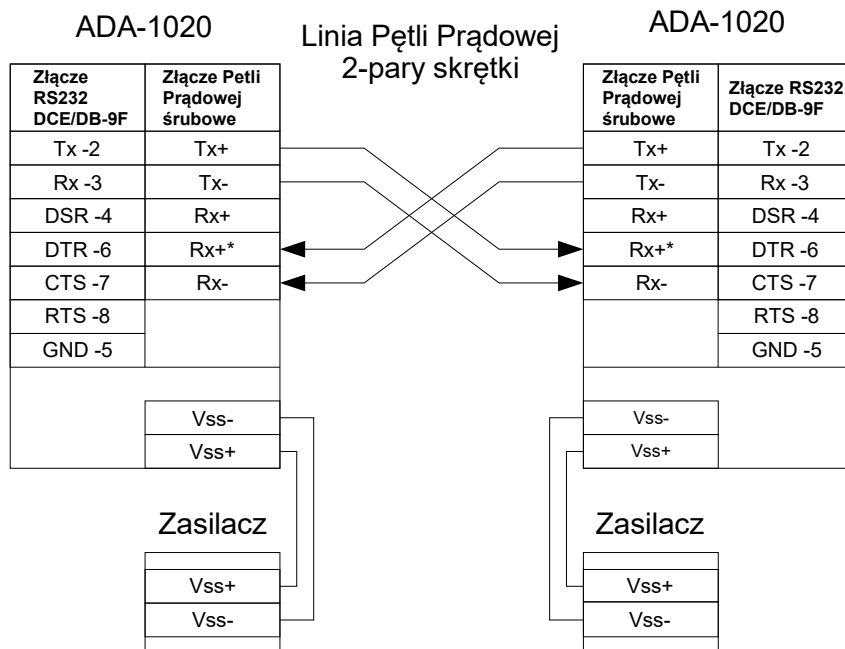 ADA-1020
Linia Pętli Prądowej
2-pary skrętki
ADA-1020
Złącze
RS232
DCE/DB-9F
Złącze Petli
Prądowej
śrubowe
Tx -2
Tx+
Rx -3
Tx-
DSR -4
Rx+
DTR -6
Rx+*
CTS -7
Rx-
RTS -8
GND -5
Vss-
Vss+
Zasilacz
Vss+
Vss-
Złącze Pętli
Prądowej
śrubowe
Złącze RS232
DCE/DB-9F
Tx+
Tx -2
Tx-
Rx -3
Rx+
DSR -4
Rx+*
DTR -6
Rx-
CTS -7
RTS -8
GND -5
Vss-
Vss+
Zasilacz
Vss+
Vss-